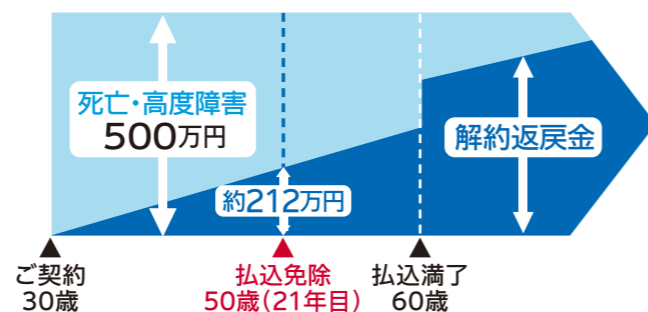 死亡・高度障害
500万円
解約返戻金
約212万円
ご契約
30歳
払込免除
50歳(21年目)
払込満了
60歳